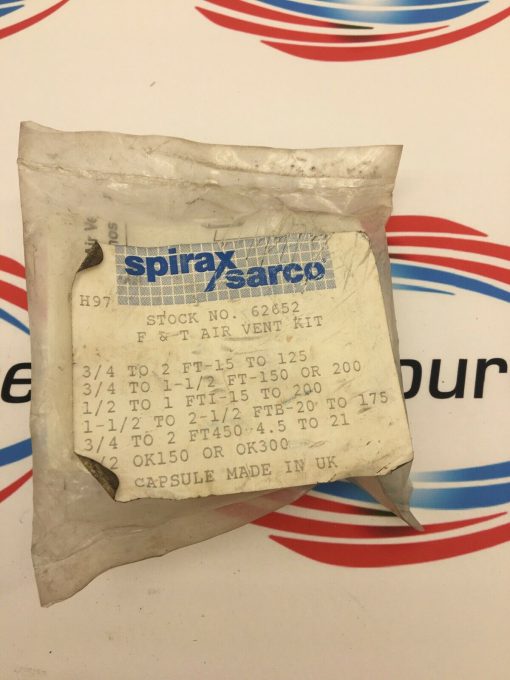 spirax
sarco
H97
STOCK NO. 62652
F & T AIR VENT KIT
3/4 TO 2 FT-15 TO 125
3/4 TO 1-1/2 FT-150 OR 200
1/2 TO 1 FTI-15 TO 200
1-1/2 TO 2-1/2 FTB-20 TO 175
3/4 TO 2 FT450 4.5 TO 21
/2 OK150 OR OK300
CAPSULE MADE IN UK